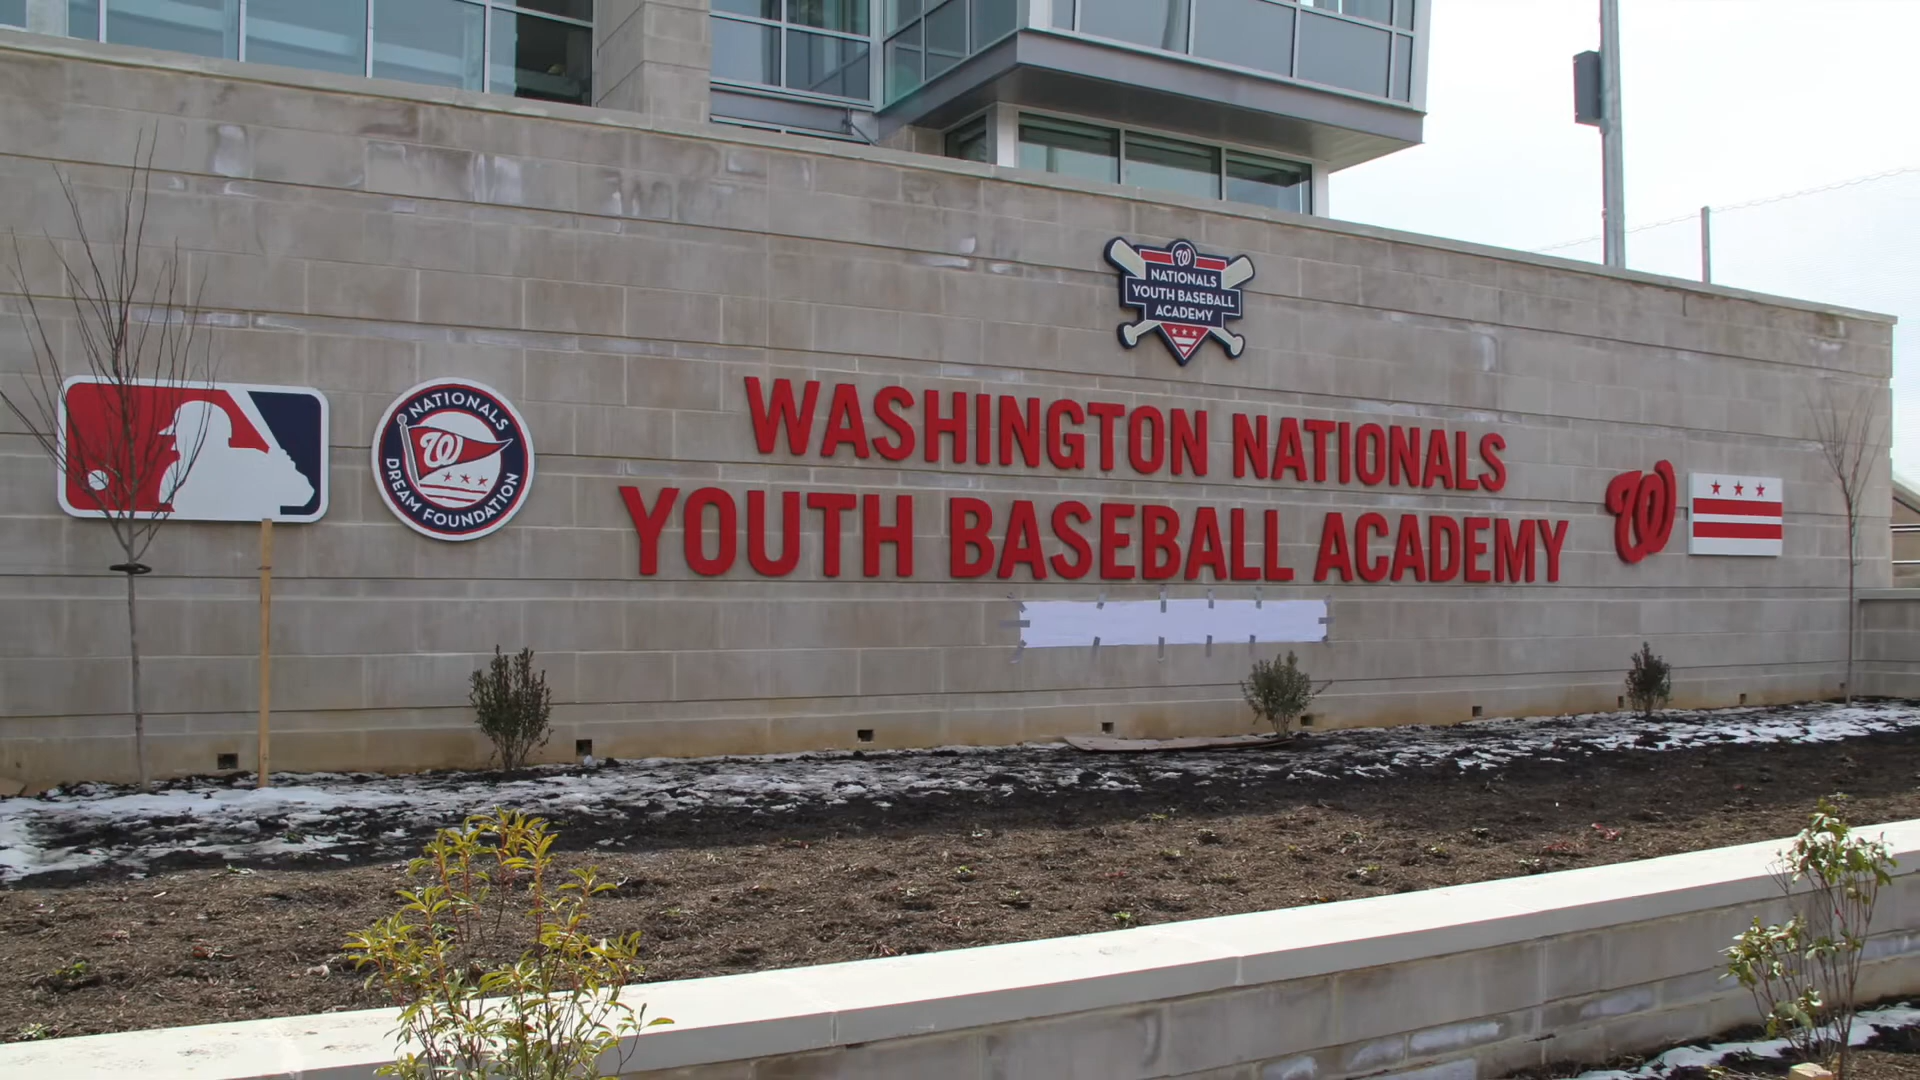 W
NATIONALS
YOUTH BASEBALL
ACADEMY
NATIONALS
W
DREAM FOUNDATION
WASHINGTON NATIONALS
YOUTH BASEBALL ACADEMY
W